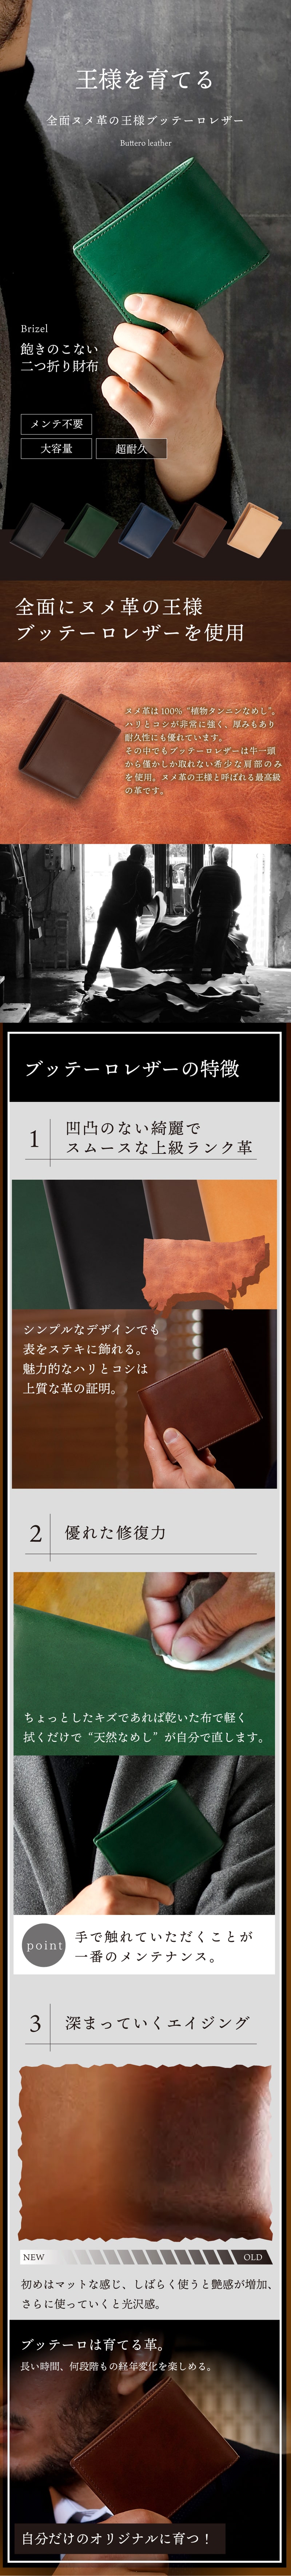 王様を育てる
全面ヌメ革の王様ブッテーロレザー
Buttero leather
Brizel
飽きのこない
二つ折り財布
メンテ不要
大容量
超耐久
全面にヌメ革の王様
ブッテーロレザーを使用
ヌメ革は100%“植物タンニンなめし”。
ハリとコシが非常に強く、厚みもあり
耐久性にも優れています。
その中でもブッテーロレザーは牛一頭
から僅かしか取れない希少な肩部のみ
を使用。ヌメ革の王様と呼ばれる最高級
の革です。
ブッテーロレザーの特徴
1
凹凸のない綺麗で
スムースな上級ランク革
シンプルなデザインでも
表をステキに飾れる。
魅力的なハリとコシは
上質な革の証明。
2
優れた修復力
ちょっとしたキズであれば乾いた布で軽く
拭くだけで“天然なめし”が自分で直します。
point
手で触れていただくことが
一番のメンテナンス。
3
深まっていくエイジング
NEW
OLD
初めはマットな感じ、しばらく使うと艶感が増加、
さらに使っていくと光沢感。
ブッテーロは育てる革。
長い時間、何段階もの経年変化を楽しめる。
自分だけのオリジナルに育つ！